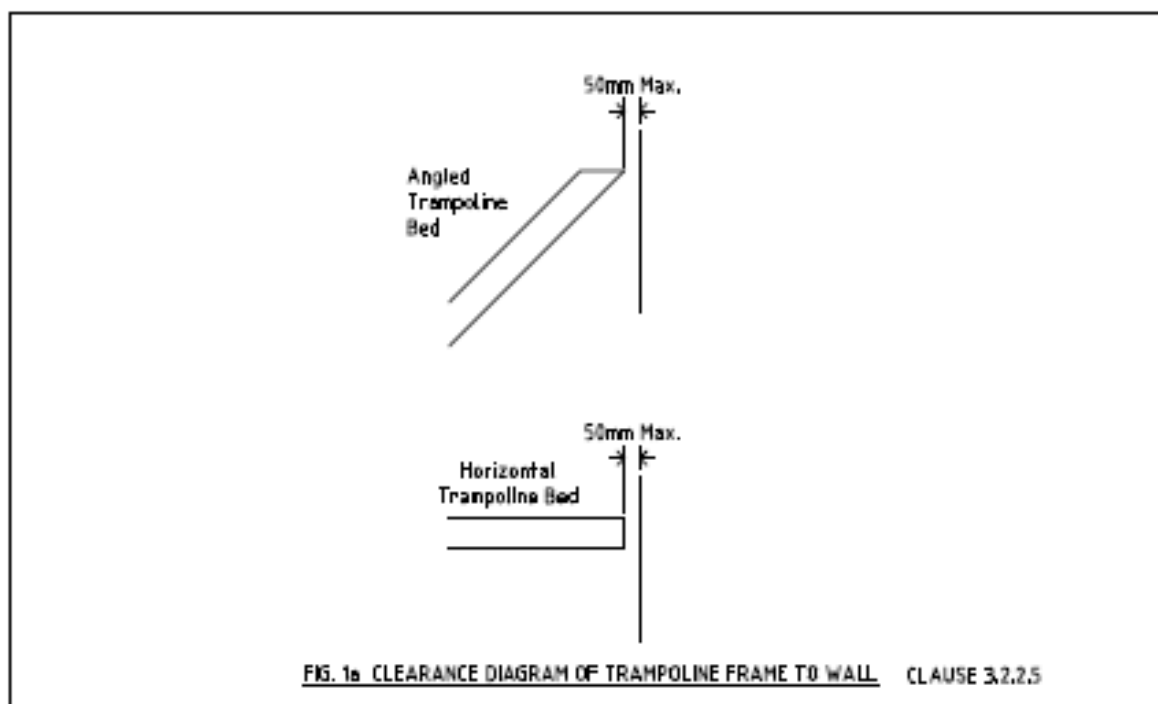 50mm Max.
Angled
Trampoline
Bed
50mm Max.
Horizontal
Trampoline Bed
FIG. 1a CLEARANCE DIAGRAM OF TRAMPOLINE FRAME TO WALL CLAUSE 3.2.2.5